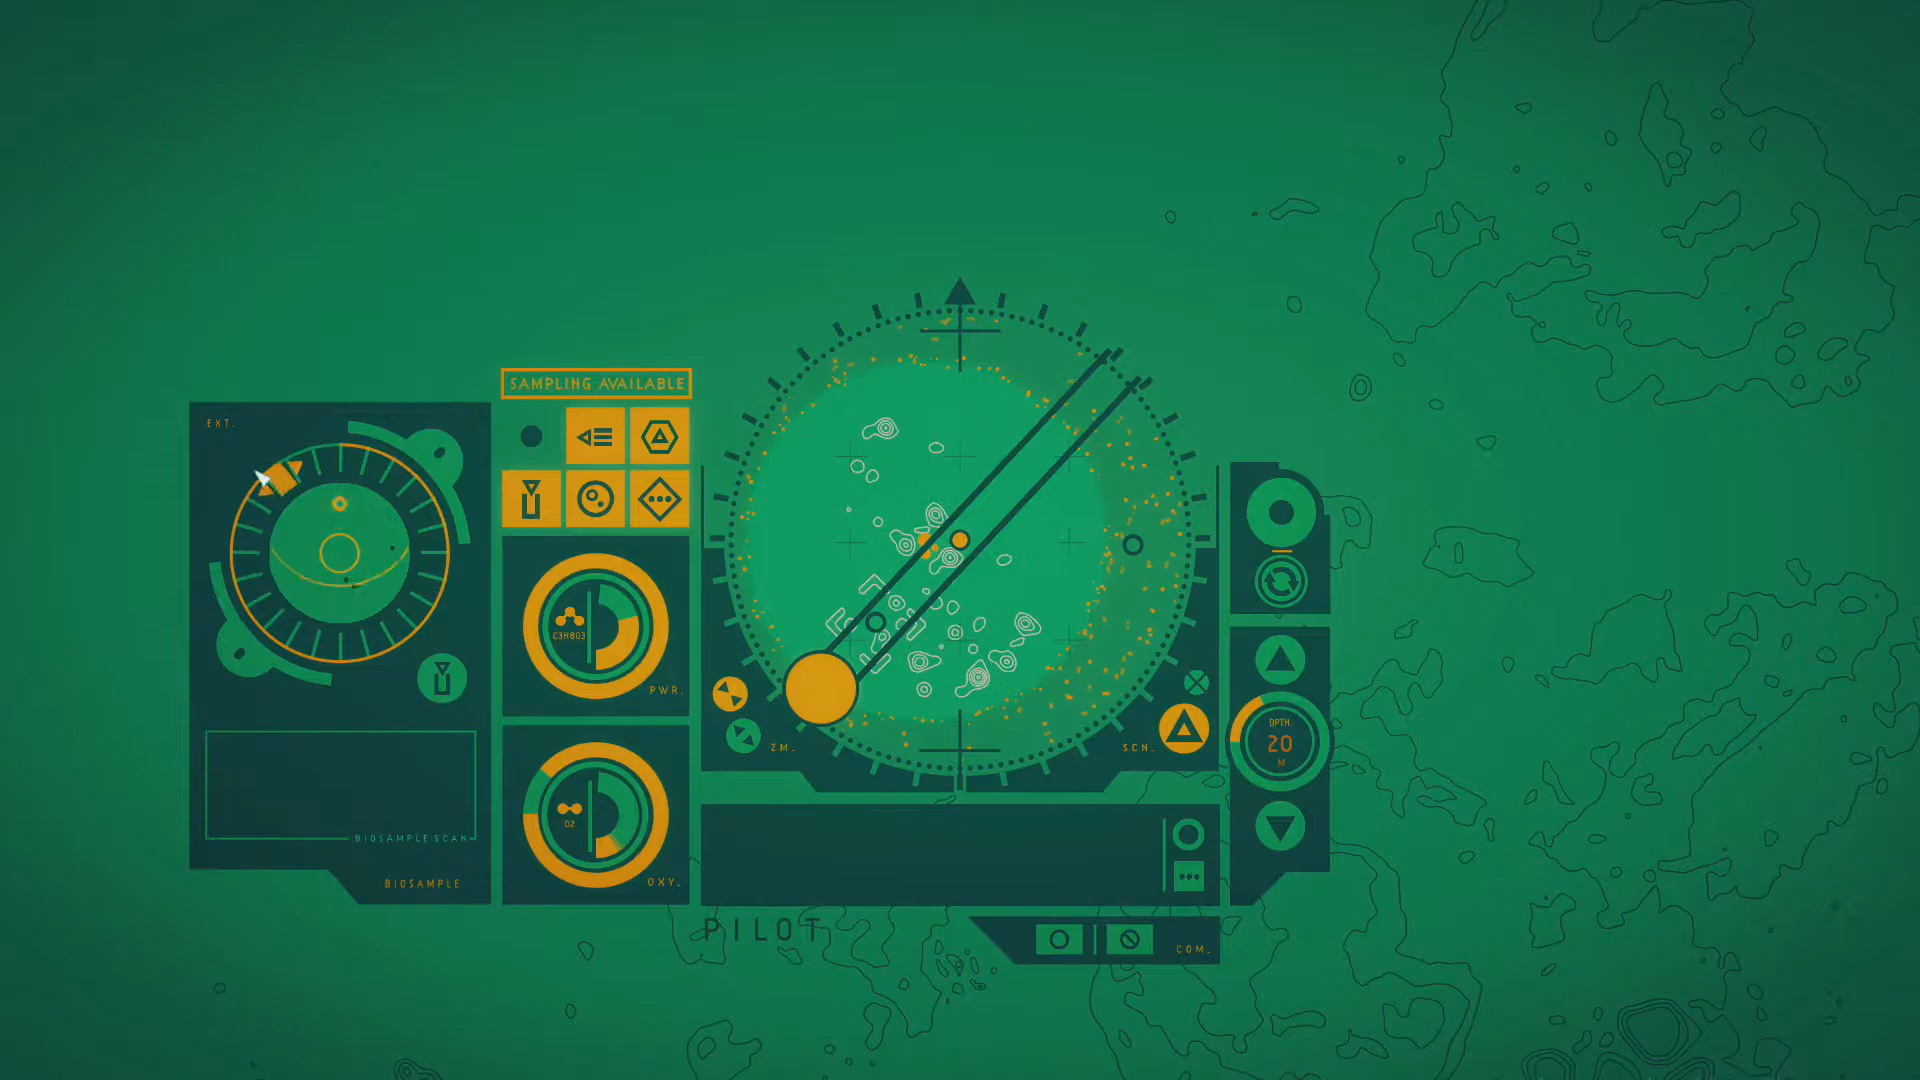 SAMPLING AVAILABLE
EXT.
C3H8O3
PWR.
O2
OXY.
ZM.
SCN.
DPTH.
20
M
BIOSAMPLE SCAN
BIOSAMPLE
PILOT
COM.